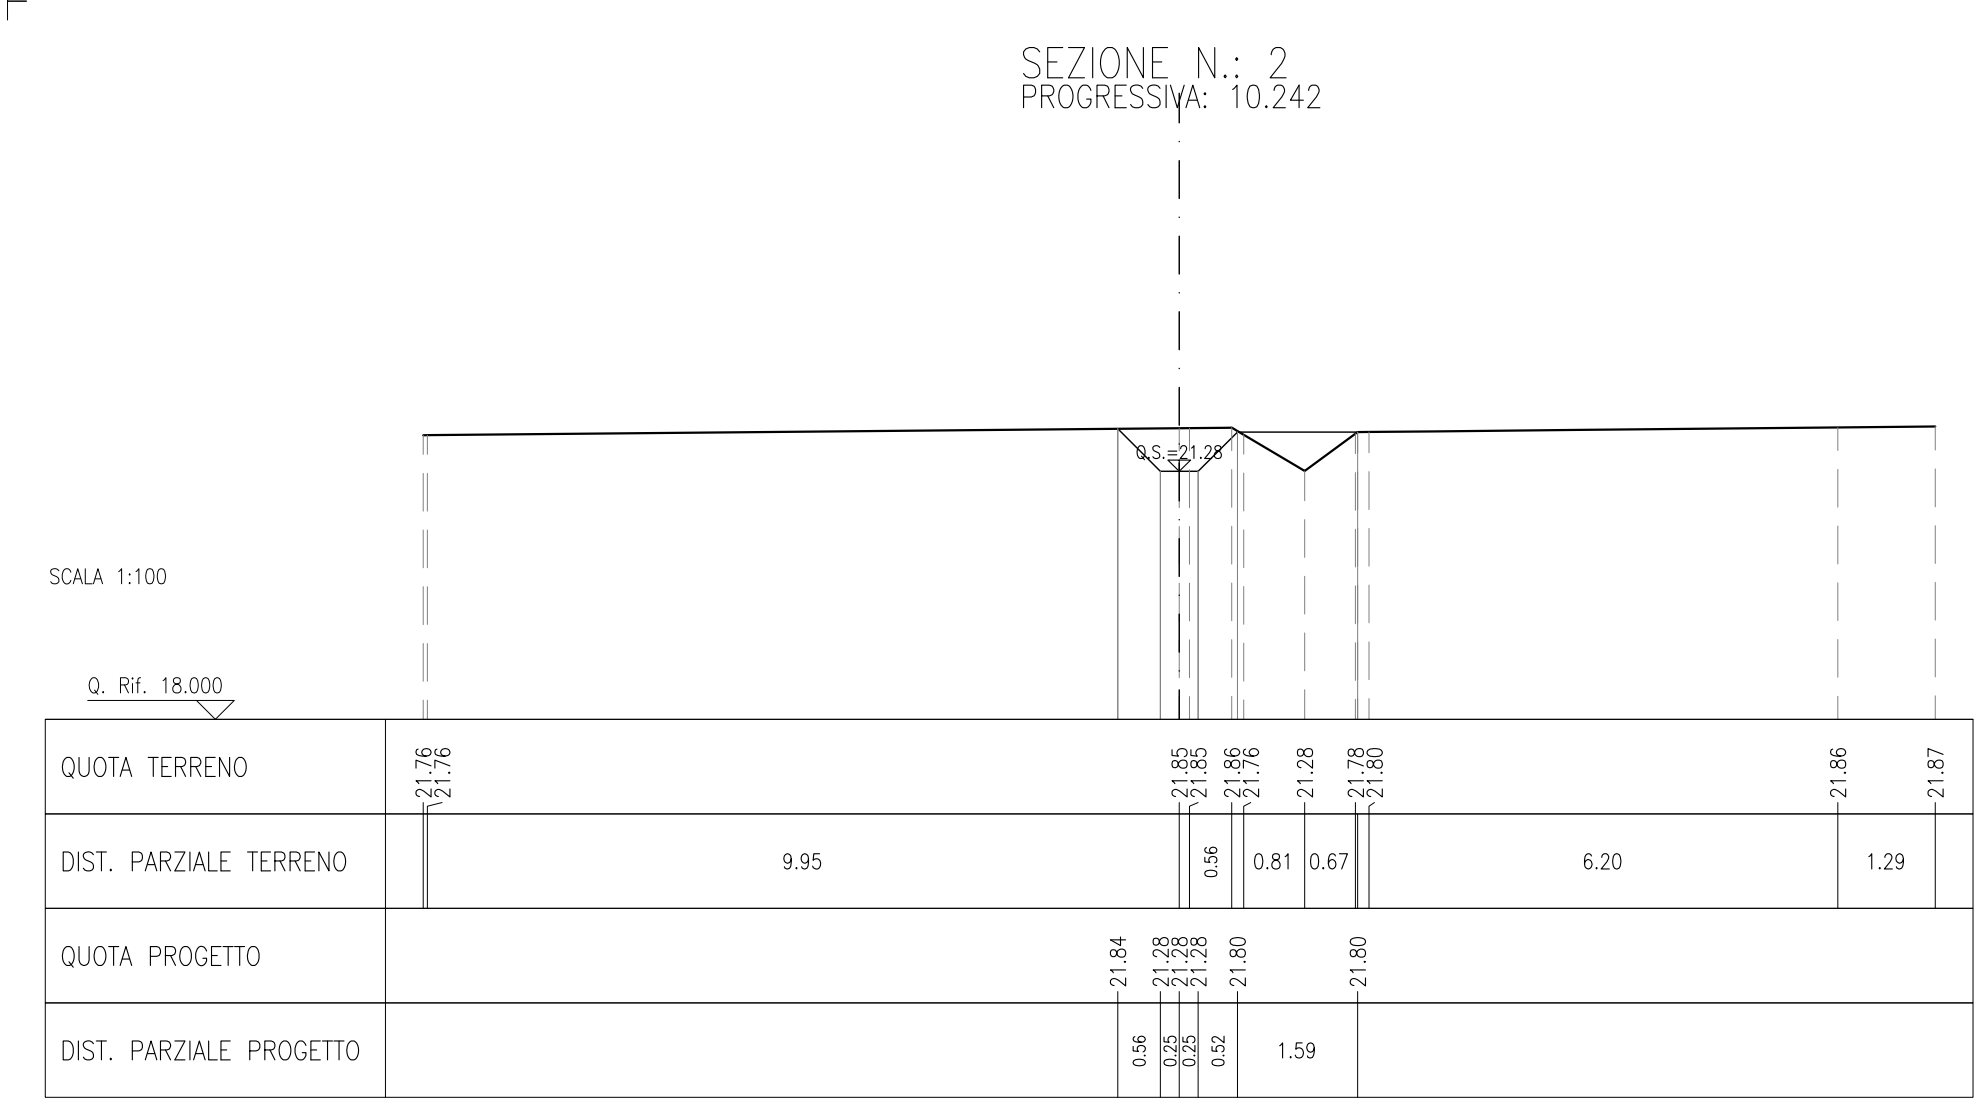 SEZIONE N.: 2
PROGRESSIVA: 10.242
Q.S.=21.28
SCALA 1:100
Q. Rif. 18.000
QUOTA TERRENO 21.76 21.76 21.85 21.85 21.86 21.76 21.28 21.78 21.80 21.86 21.87
DIST. PARZIALE TERRENO 9.95 0.56 0.81 0.67 6.20 1.29
QUOTA PROGETTO 21.84 21.28 21.28 21.28 21.80 21.80
DIST. PARZIALE PROGETTO 0.56 0.25 0.25 0.52 1.59